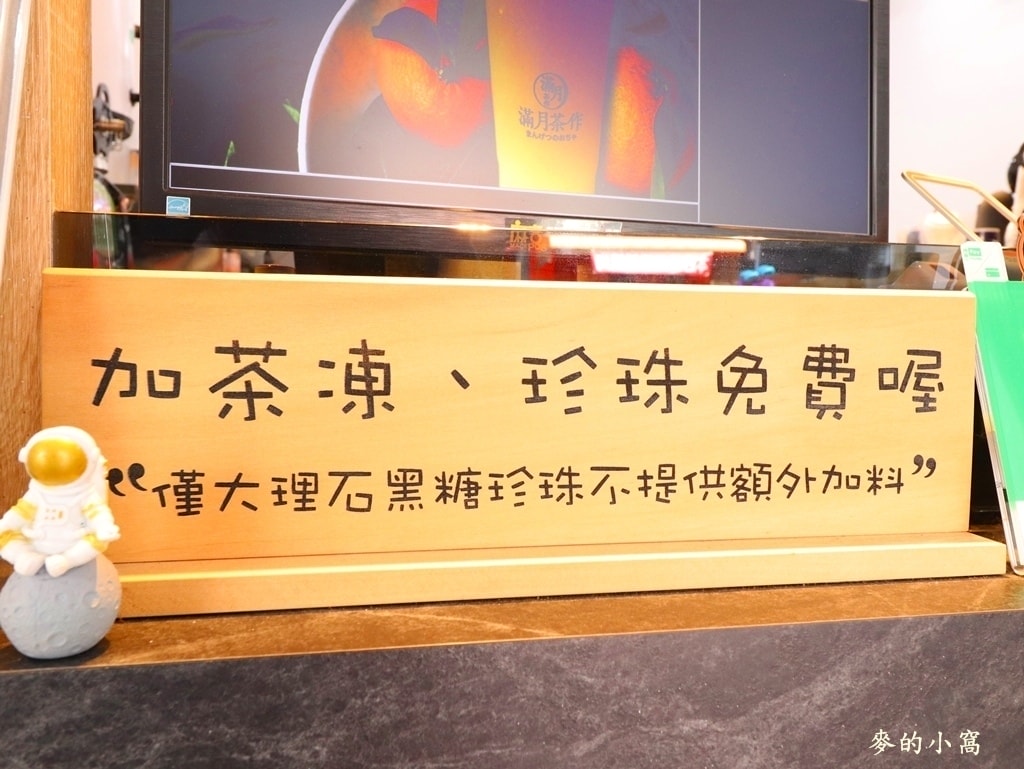 滿月茶作
加茶凍、珍珠免費喔
“僅大理石黑糖珍珠不提供額外加料”
麥的小窩